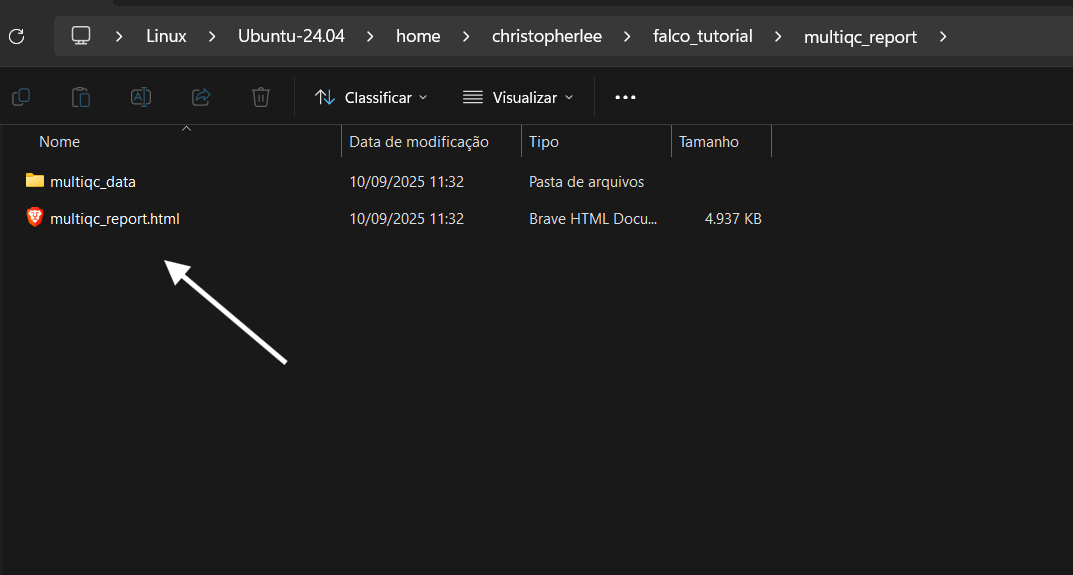 Linux > Ubuntu-24.04 > home > christopherlee > falco_tutorial > multiqc_report >
Classificar Visualizar
Nome Data de modificação Tipo Tamanho
multiqc_data 10/09/2025 11:32 Pasta de arquivos
multiqc_report.html 10/09/2025 11:32 Brave HTML Docu... 4.937 KB